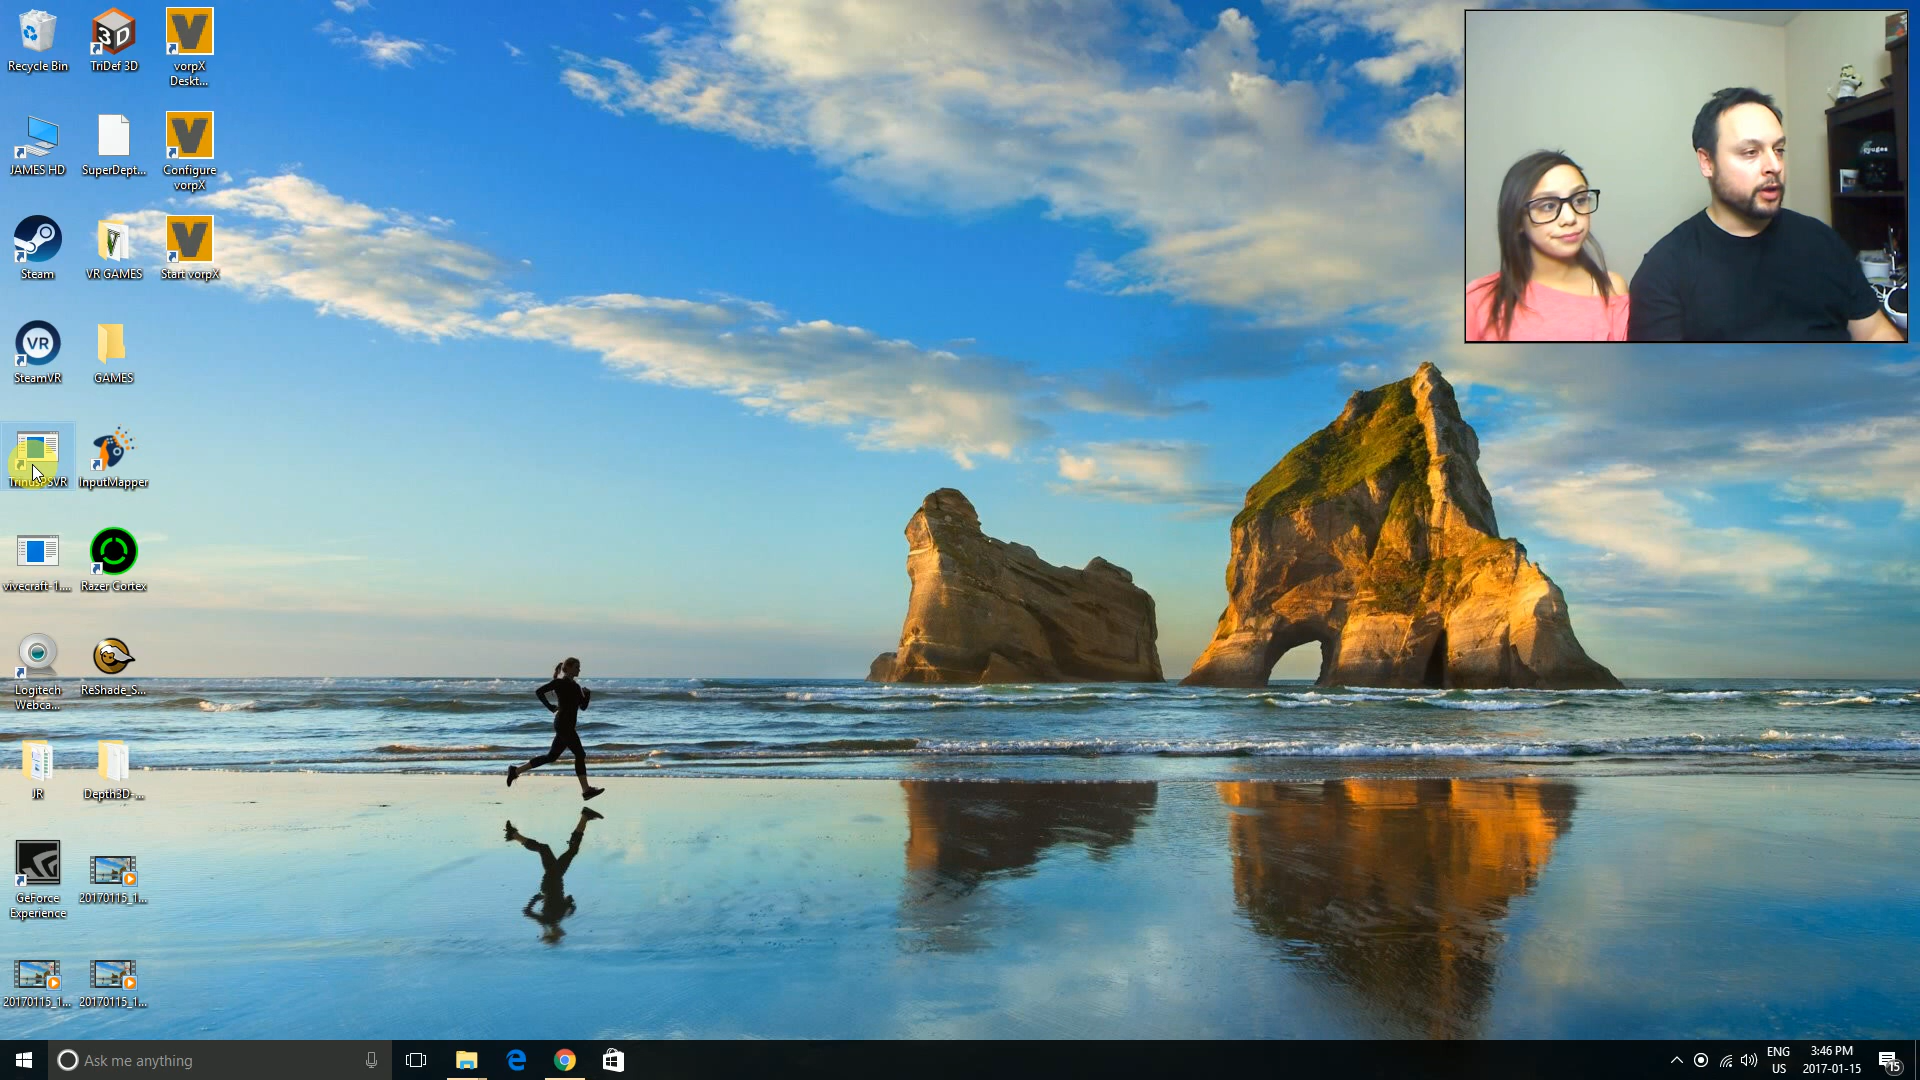 Recycle Bin
TriDef 3D
vorpX
Deskt...
JAMES HD
SuperDept...
Configure
vorpX
Steam
VR GAMES
Start vorpX
VR
SteamVR
GAMES
TrinusPSVR
InputMapper
vivecraft-1....
Razer Cortex
Logitech
Webca...
ReShade_S...
JR
Depth3D-...
GeForce
Experience
20170115_1...
20170115_1...
20170115_1...
Ask me anything
ENG
US
3:46 PM
2017-01-15
15